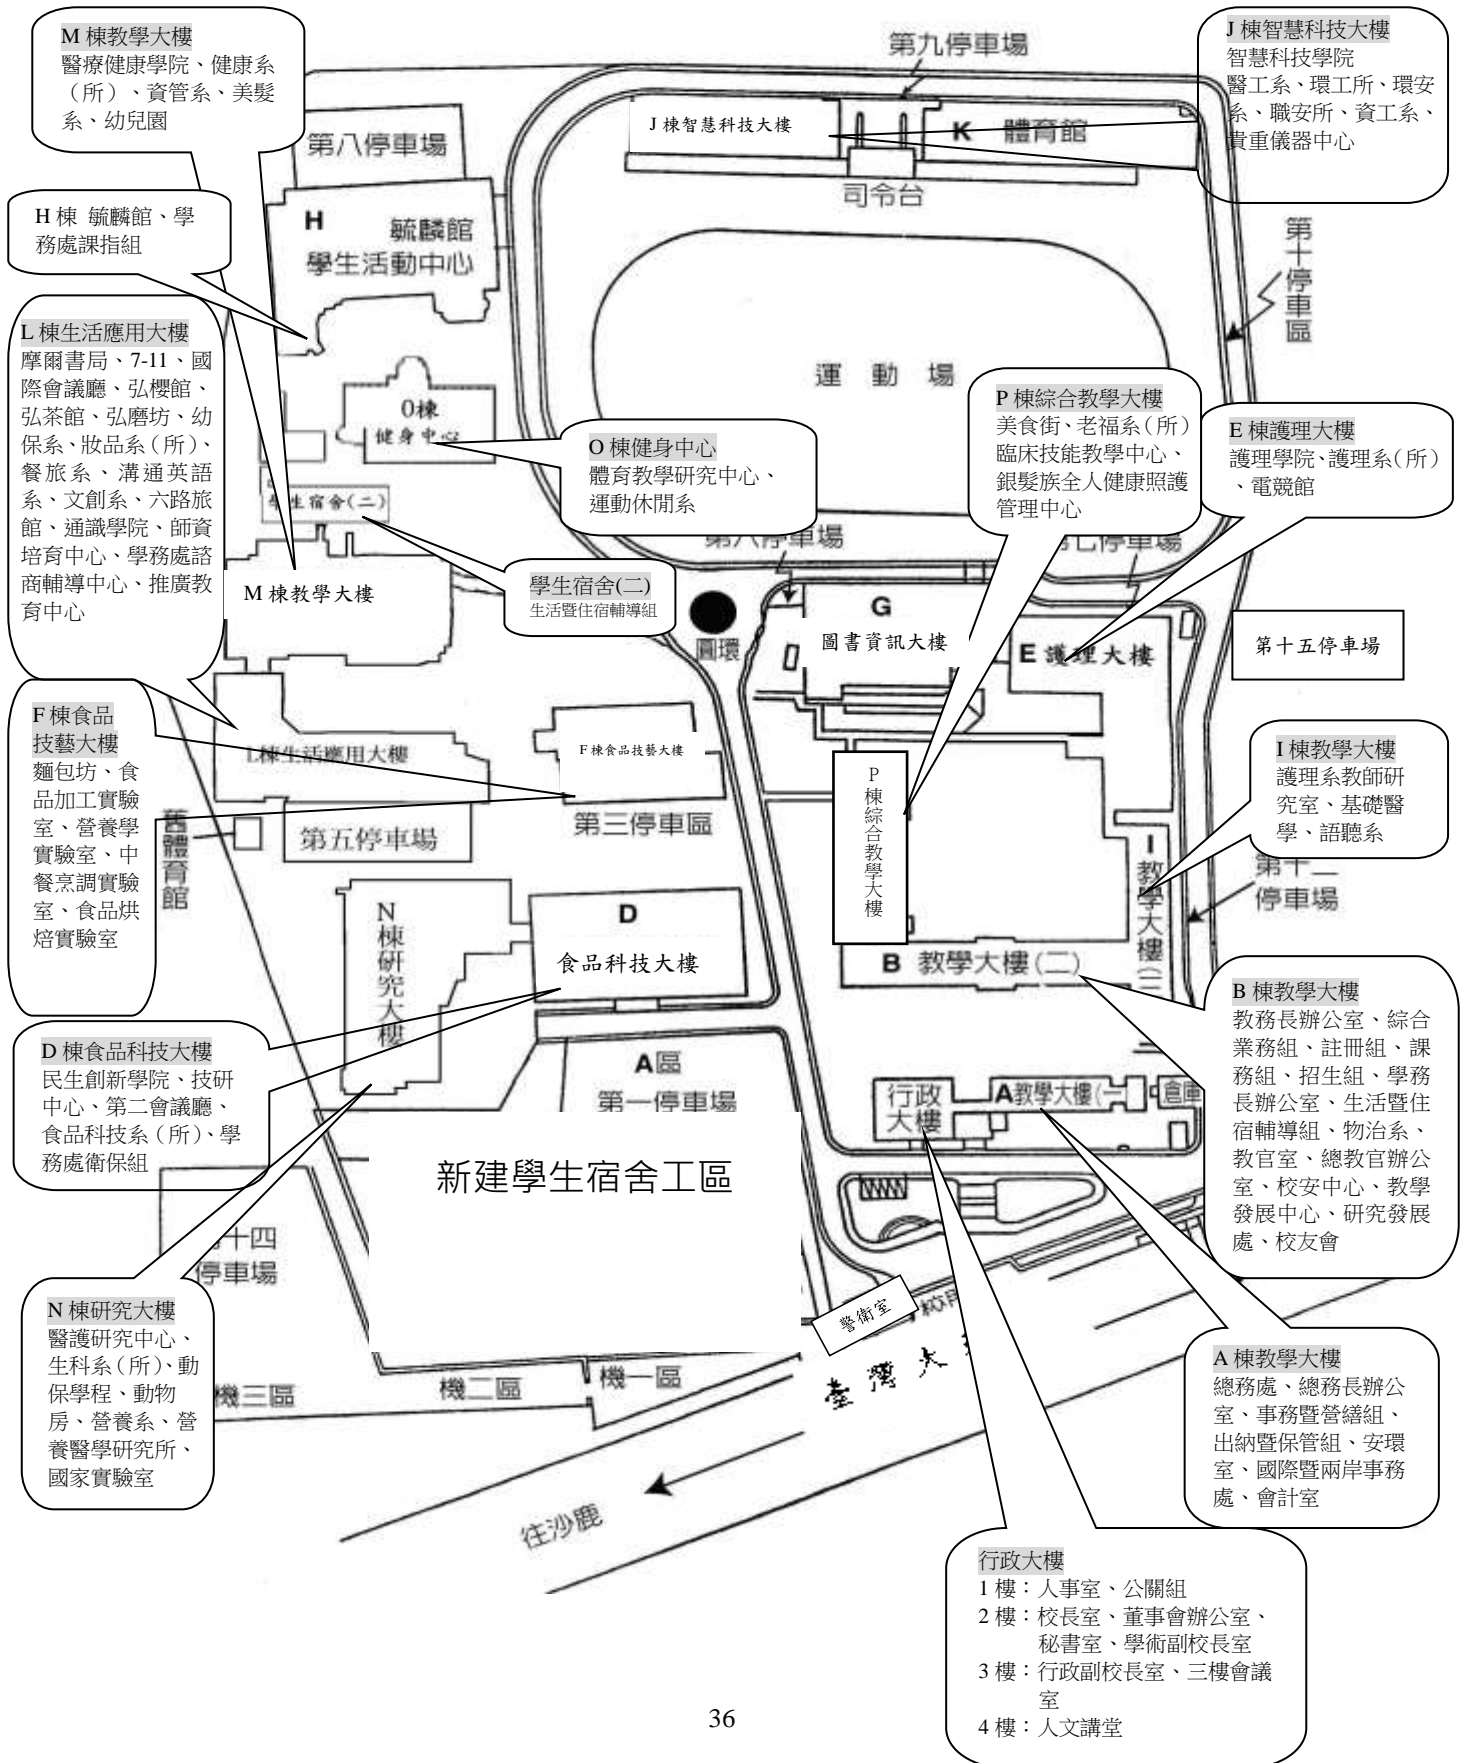 M 棟教學大樓
醫療健康學院、健康系
（所）、資管系、美髮
系、幼兒園
第九停車場
J 棟智慧科技大樓
智慧科技學院
醫工系、環工所、環安
系、職安所、資工系、
貴重儀器中心
第八停車場
J 棟智慧科技大樓
K 體育館
司令台
H 棟 毓麟館、學
務處課指組
H 毓麟館
學生活動中心
第十停車區
L 棟生活應用大樓
摩爾書局、7-11、國
際會議廳、弘櫻館、
弘茶館、弘磨坊、幼
保系、妝品系（所）、
餐旅系、溝通英語
系、文創系、六路旅
館、通識學院、師資
培育中心、學務處諮
商輔導中心、推廣教
育中心
運動場
O棟
健身中心
O 棟健身中心
體育教學研究中心、
運動休閒系
P 棟綜合教學大樓
美食街、老福系（所）
臨床技能教學中心、
銀髮族全人健康照護
管理中心
E 棟護理大樓
護理學院、護理系（所）
、電競館
學生宿舍(二)
第八停車場
第七停車場
M 棟教學大樓
學生宿舍(二)
生活暨住宿輔導組
圓環
G
圖書資訊大樓
E 護理大樓
第十五停車場
F 棟食品
技藝大樓
麵包坊、食
品加工實驗
室、營養學
實驗室、中
餐烹調實驗
室、食品烘
焙實驗室
L棟生活應用大樓
F 棟食品技藝大樓
P棟綜合教學大樓
I 棟教學大樓
護理系教師研
究室、基礎醫
學、語聽系
舊體育館
第五停車場
第三停車區
I 教學大樓(二
第十二
停車場
N棟研究大樓
D
食品科技大樓
B 教學大樓(二)
B 棟教學大樓
教務長辦公室、綜合
業務組、註冊組、課
務組、招生組、學務
長辦公室、生活暨住
宿輔導組、物治系、
教官室、總教官辦公
室、校安中心、教學
發展中心、研究發展
處、校友會
D 棟食品科技大樓
民生創新學院、技研
中心、第二會議廳、
食品科技系（所）、學
務處衛保組
A區
第一停車場
行政
大樓
A教學大樓(一
倉庫
新建學生宿舍工區
十四
停車場
N 棟研究大樓
醫護研究中心、
生科系（所）、動
保學程、動物
房、營養系、營
養醫學研究所、
國家實驗室
警衛室
臺灣大
機三區
機二區
機一區
A 棟教學大樓
總務處、總務長辦公
室、事務暨營繕組、
出納暨保管組、安環
室、國際暨兩岸事務
處、會計室
往沙鹿
行政大樓
1 樓：人事室、公關組
2 樓：校長室、董事會辦公室、
秘書室、學術副校長室
3 樓：行政副校長室、三樓會議
室
4 樓：人文講堂
36